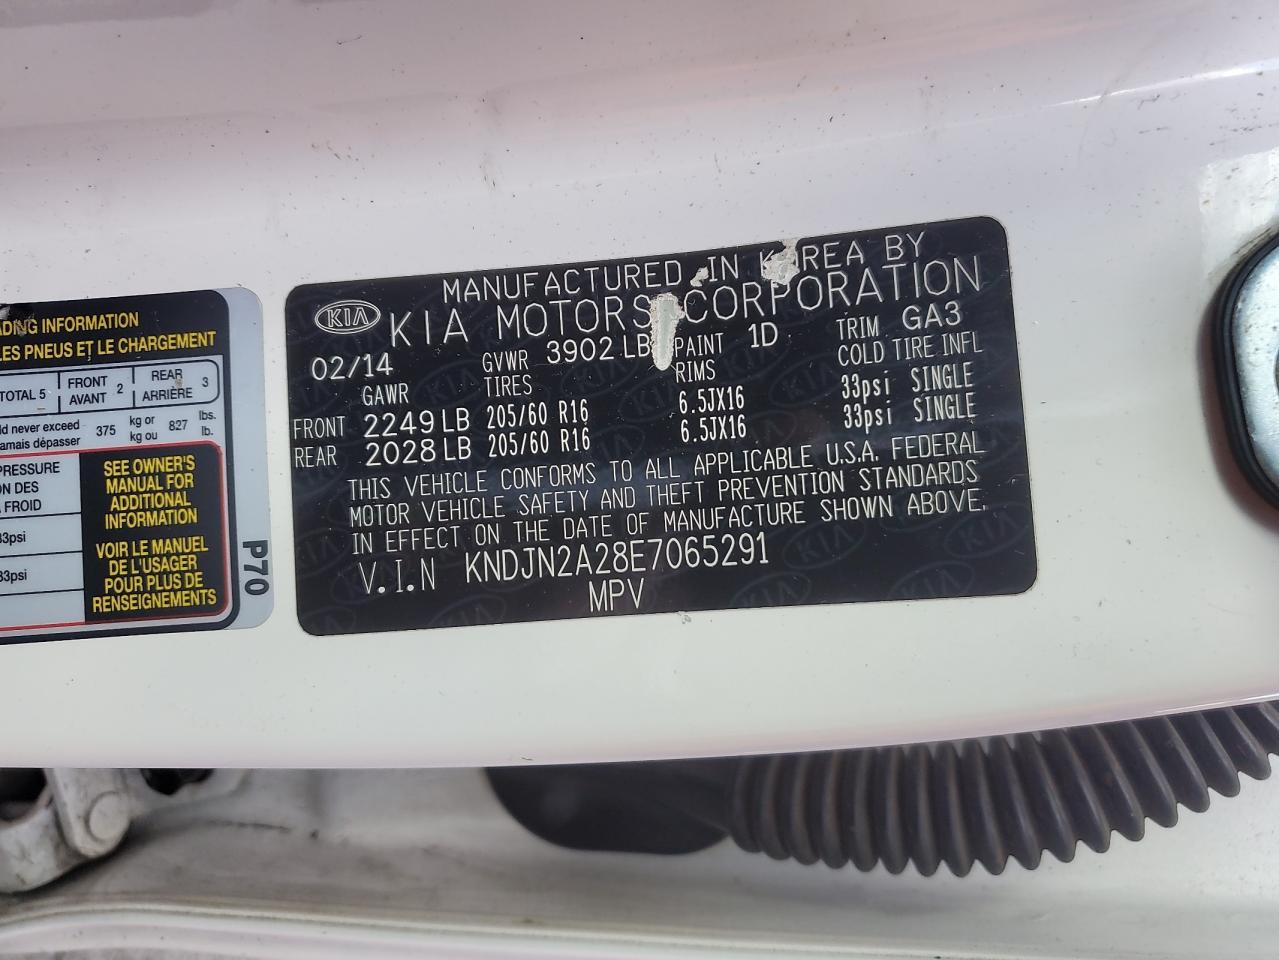 MANUFACTURED IN KOREA BY
KIA KIA MOTORS CORPORATION
02/14 GVWR 3902 LB PAINT 1D TRIM GA3
GAWR TIRES RIMS COLD TIRE INFL
FRONT 2249 LB 205/60 R16 6.5JX16 33psi SINGLE
REAR 2028 LB 205/60 R16 6.5JX16 33psi SINGLE
THIS VEHICLE CONFORMS TO ALL APPLICABLE U.S.A. FEDERAL
MOTOR VEHICLE SAFETY AND THEFT PREVENTION STANDARDS
IN EFFECT ON THE DATE OF MANUFACTURE SHOWN ABOVE.
V.I.N KNDJN2A28E7065291
MPV
INFORMATION
LES PNEUS ET LE CHARGEMENT
TOTAL 5 FRONT AVANT 2 REAR ARRIÈRE 3
never exceed 375 kg or 827 lbs.
jamais dépasser kg ou lb.
PRESSURE
DES
FROID
33psi
33psi
SEE OWNER'S
MANUAL FOR
ADDITIONAL
INFORMATION
VOIR LE MANUEL
DE L'USAGER
POUR PLUS DE
RENSEIGNEMENTS
P70